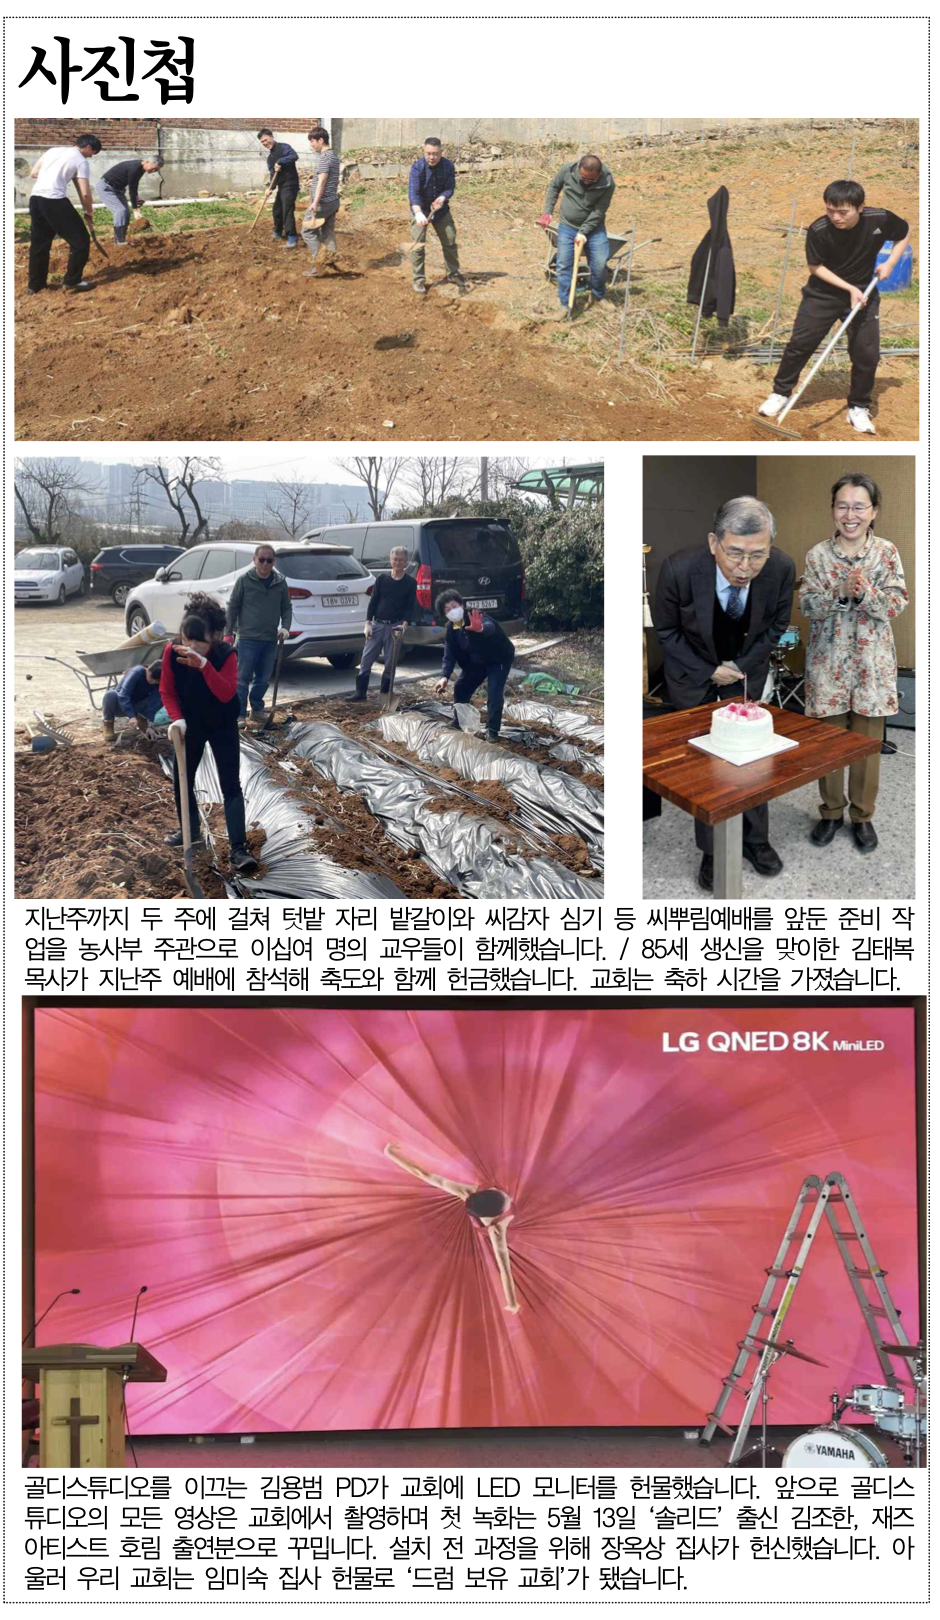 사진첩
지난주까지 두 주에 걸쳐 텃밭 자리 밭갈이와 씨감자 심기 등 씨뿌림예배를 앞둔 준비 작
업을 농사부 주관으로 이십여 명의 교우들이 함께했습니다. / 85세 생신을 맞이한 김태복
목사가 지난주 예배에 참석해 축도와 함께 헌금했습니다. 교회는 축하 시간을 가졌습니다.
LG QNED 8K MiniLED
YAMAHA
골디스튜디오를 이끄는 김용범 PD가 교회에 LED 모니터를 헌물했습니다. 앞으로 골디스
튜디오의 모든 영상은 교회에서 촬영하며 첫 녹화는 5월 13일 ‘솔리드’ 출신 김조한, 재즈
아티스트 호림 출연분으로 꾸밉니다. 설치 전 과정을 위해 장옥상 집사가 헌신했습니다. 아
울러 우리 교회는 임미숙 집사 헌물로 ‘드럼 보유 교회’가 됐습니다.